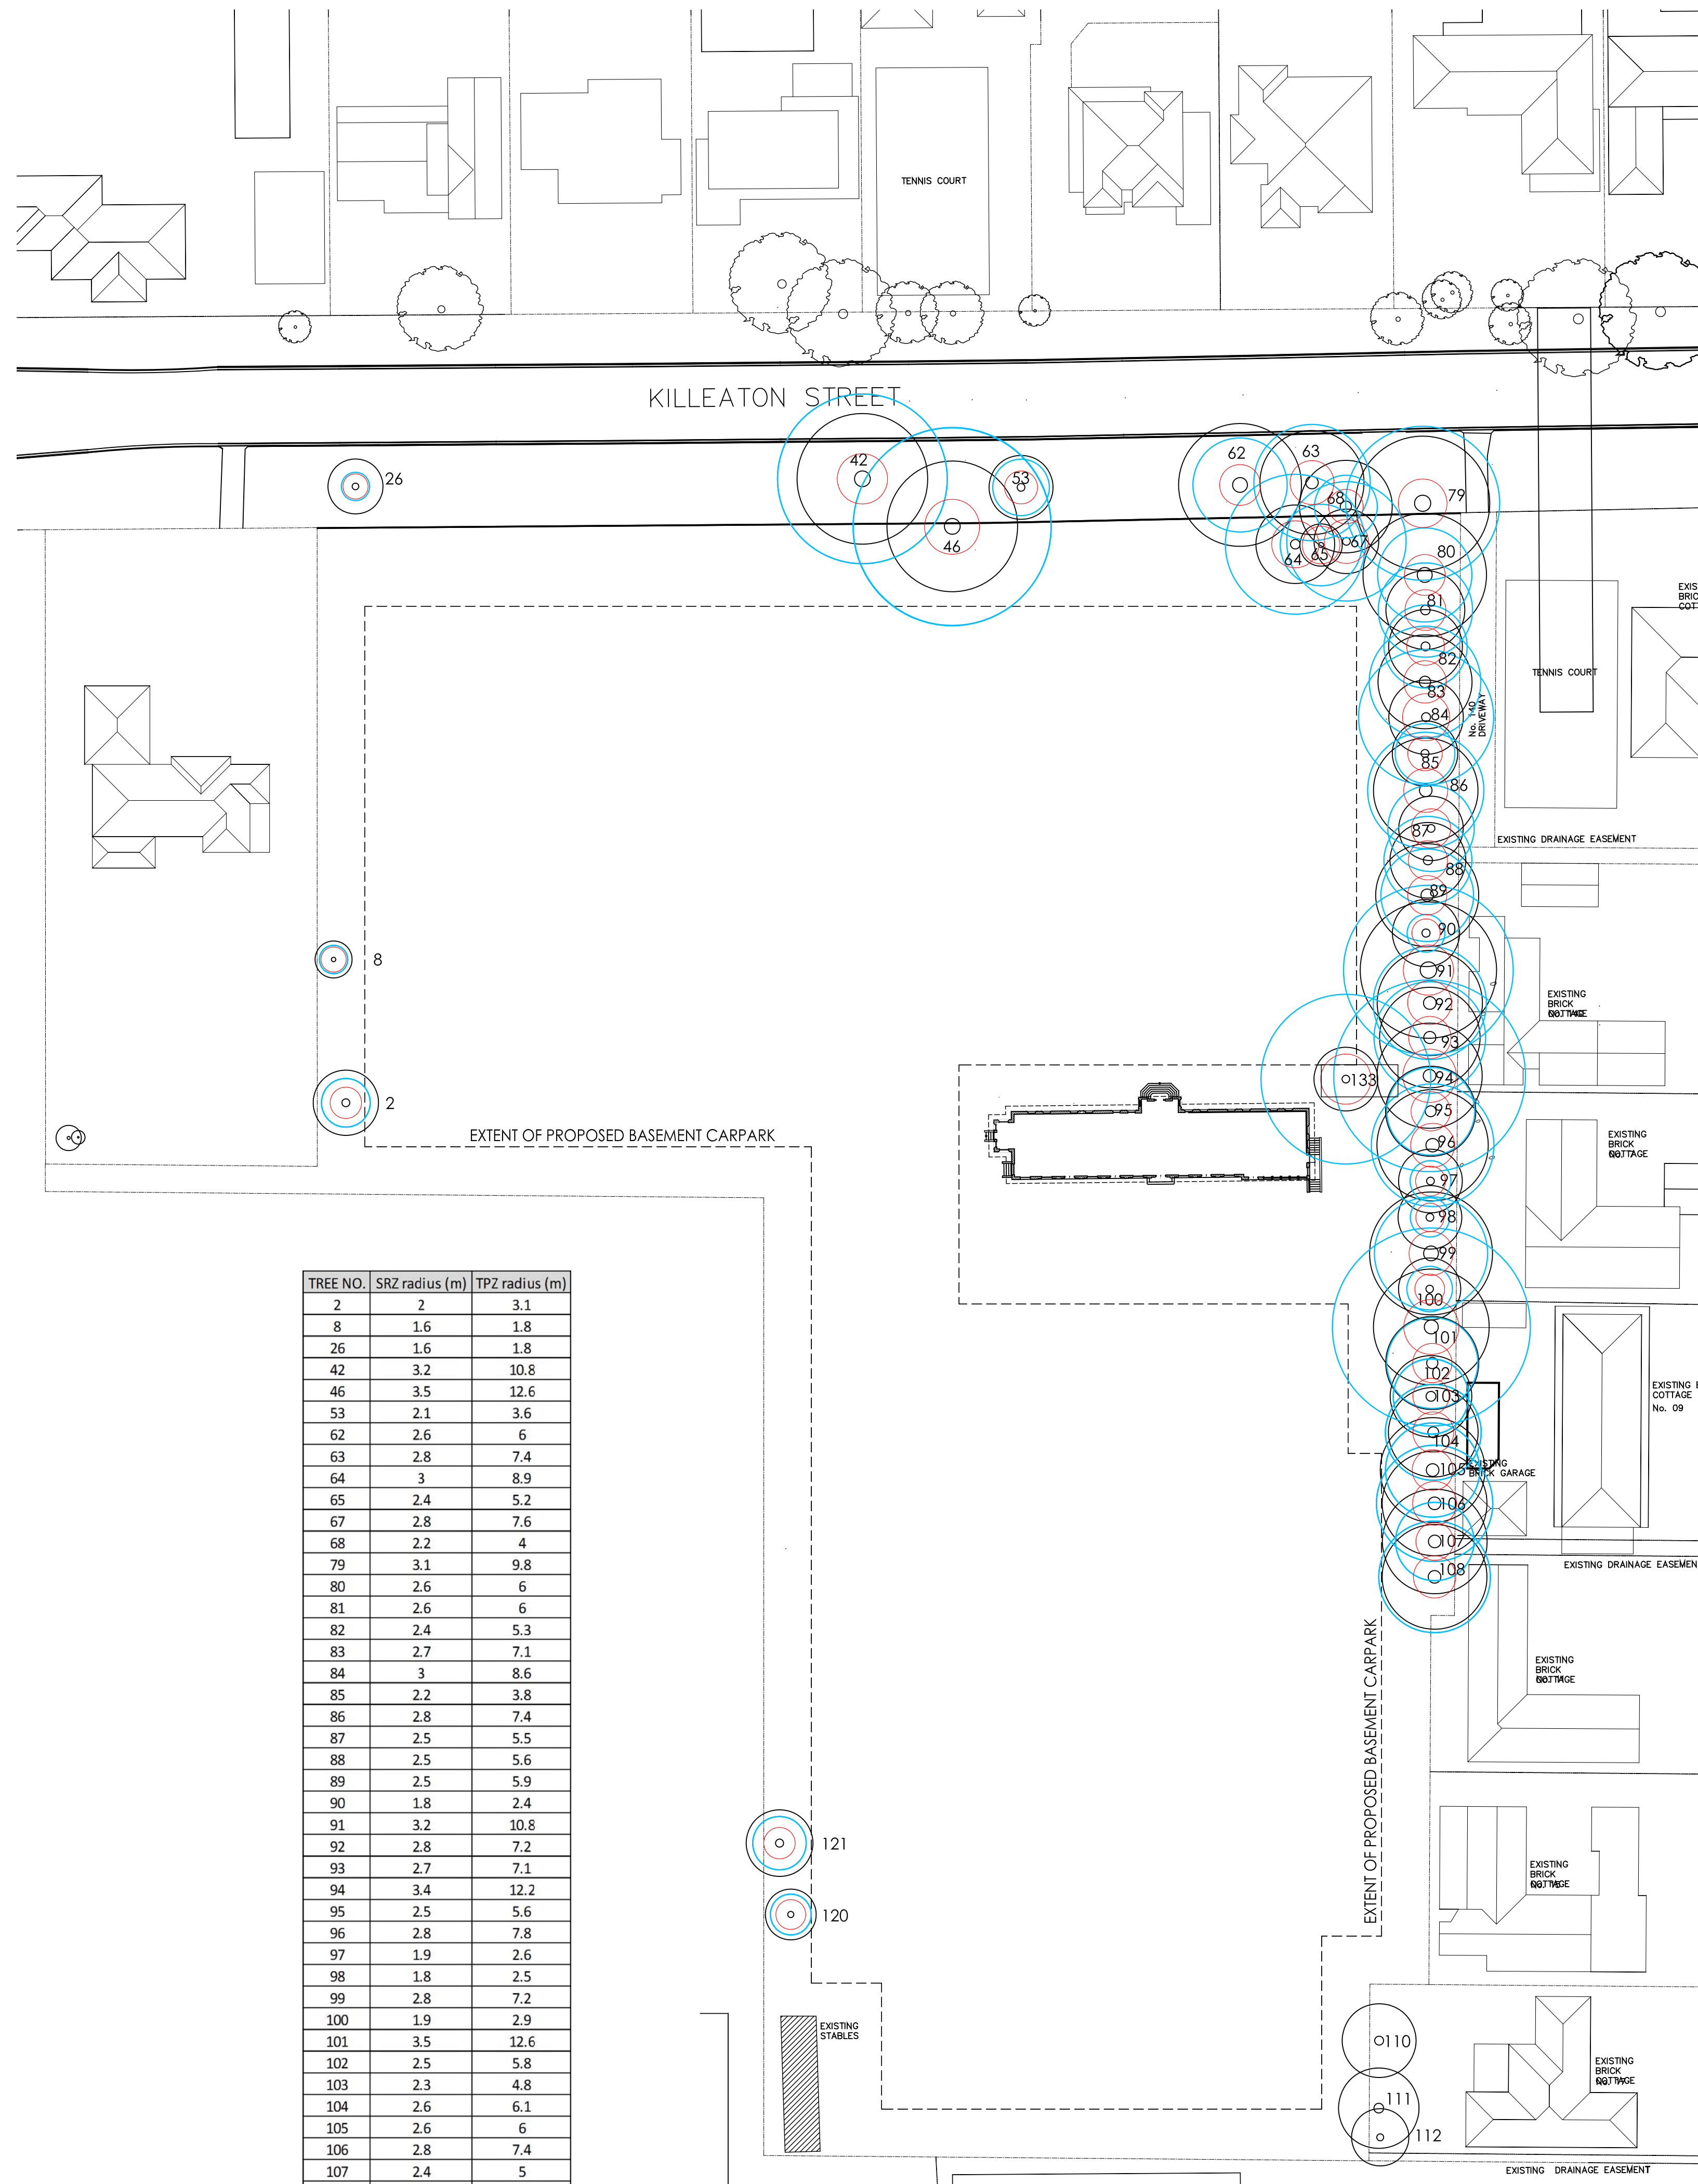 TENNIS COURT
KILLEATON STREET
26
42
46
53
62
63
68
64
65
67
79
80
81
82
83
84
No. 140
DRIVEWAY
TENNIS COURT
85
86
87
EXISTING DRAINAGE EASEMENT
88
89
90
91
92
93
94
95
96
97
98
99
100
101
102
103
104
105
106
107
108
133
8
2
EXTENT OF PROPOSED BASEMENT CARPARK
EXISTING
BRICK
COTTAGE
EXISTING
BRICK
COTTAGE
COTTAGE
No. 09
EXISTING
BRICK GARAGE
EXISTING DRAINAGE EASEMEN
EXISTING
BRICK
COTTAGE
EXISTING
BRICK
COTTAGE
EXTENT OF PROPOSED BASEMENT CARPARK
121
120
EXISTING
STABLES
110
111
112
EXISTING
BRICK
COTTAGE
EXISTING DRAINAGE EASEMENT
TREE NO. SRZ radius (m) TPZ radius (m)
2 2 3.1
8 1.6 1.8
26 1.6 1.8
42 3.2 10.8
46 3.5 12.6
53 2.1 3.6
62 2.6 6
63 2.8 7.4
64 3 8.9
65 2.4 5.2
67 2.8 7.6
68 2.2 4
79 3.1 9.8
80 2.6 6
81 2.6 6
82 2.4 5.3
83 2.7 7.1
84 3 8.6
85 2.2 3.8
86 2.8 7.4
87 2.5 5.5
88 2.5 5.6
89 2.5 5.9
90 1.8 2.4
91 3.2 10.8
92 2.8 7.2
93 2.7 7.1
94 3.4 12.2
95 2.5 5.6
96 2.8 7.8
97 1.9 2.6
98 1.8 2.5
99 2.8 7.2
100 1.9 2.9
101 3.5 12.6
102 2.5 5.8
103 2.3 4.8
104 2.6 6.1
105 2.6 6
106 2.8 7.4
107 2.4 5